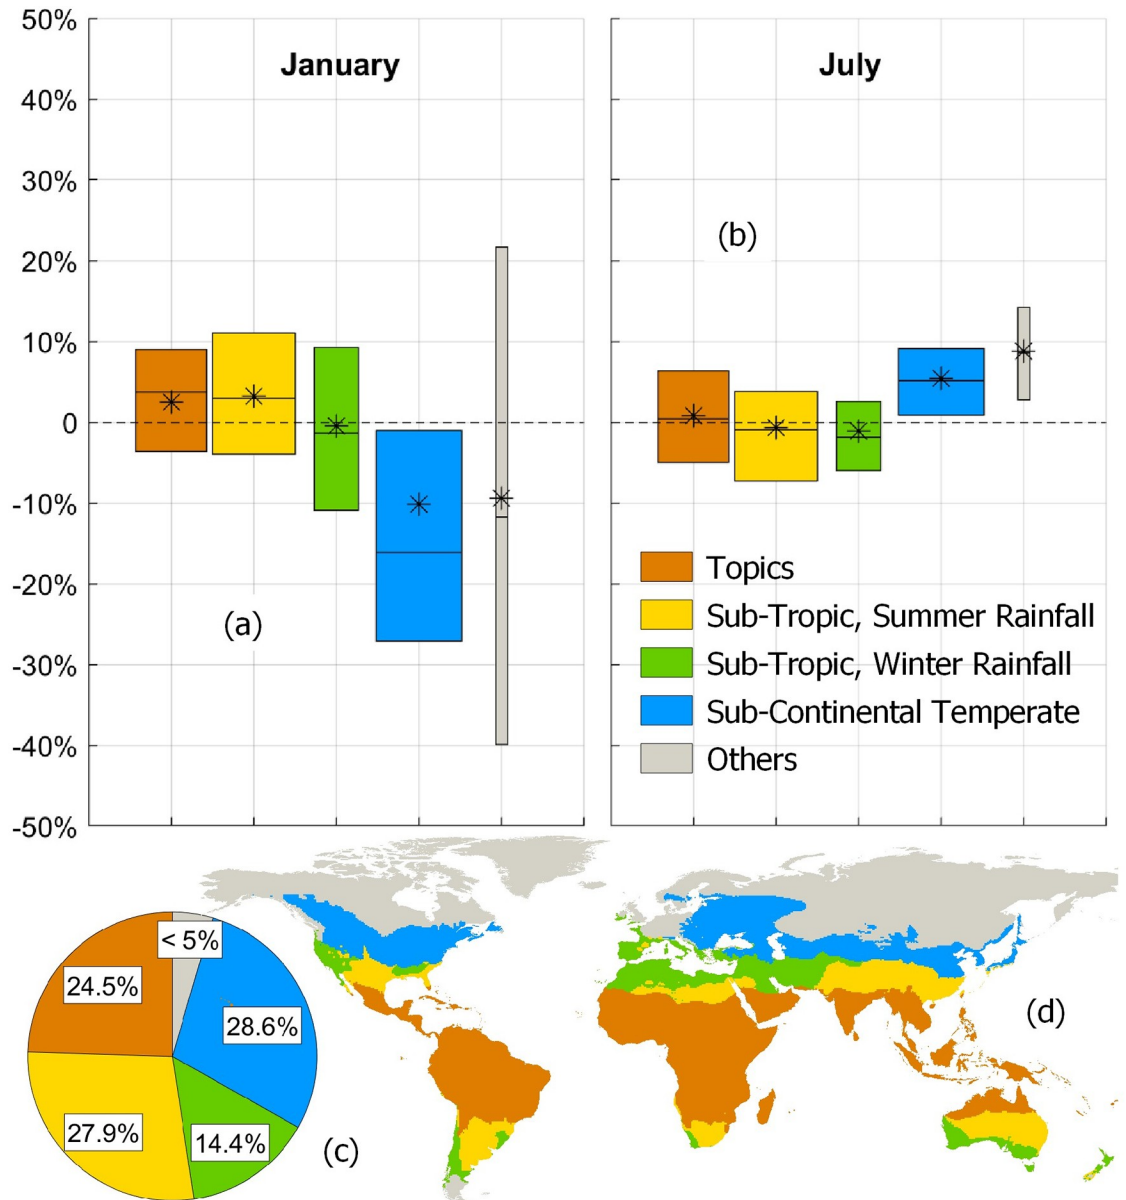 50%
40%
30%
20%
10%
0
-10%
-20%
-30%
-40%
-50%
January
(a)
July
(b)
Topics
Sub-Tropic, Summer Rainfall
Sub-Tropic, Winter Rainfall
Sub-Continental Temperate
Others
< 5%
24.5%
28.6%
27.9%
14.4%
(c)
(d)